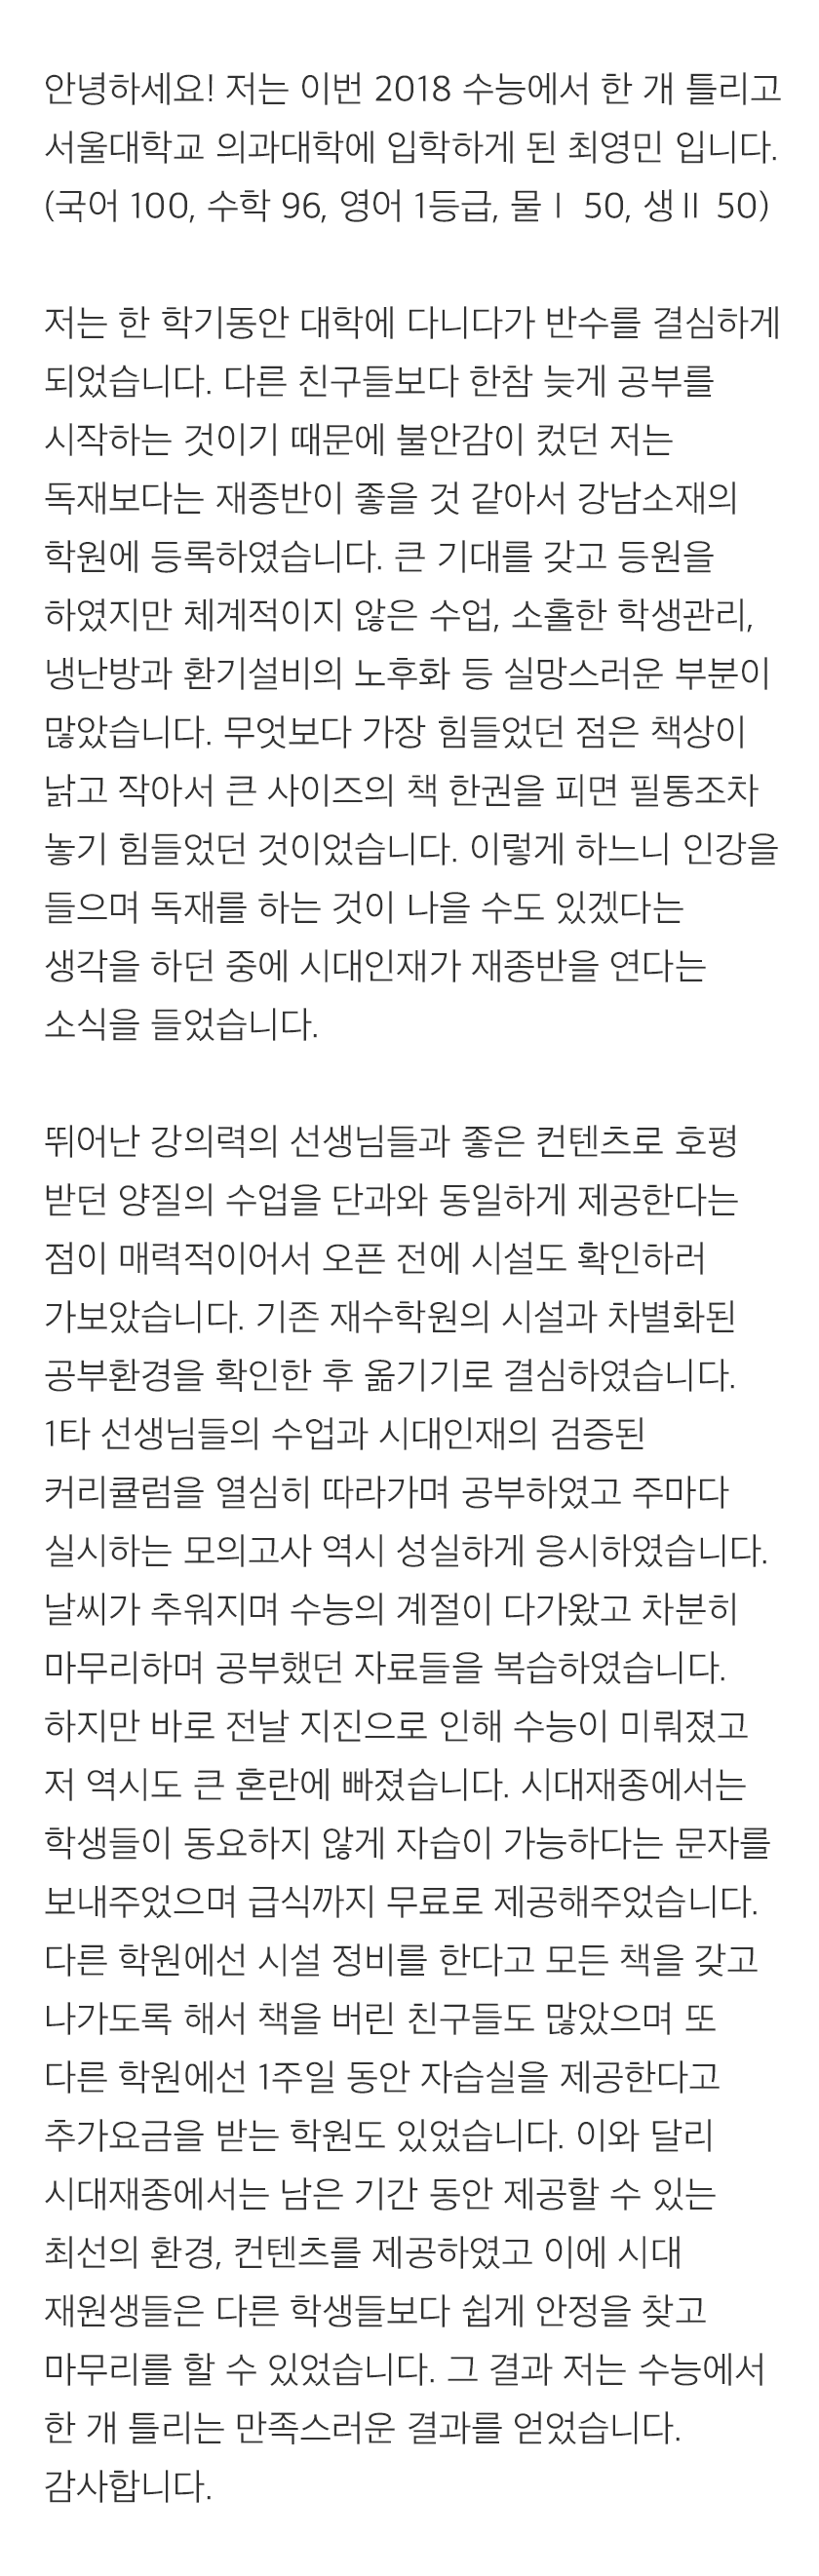 안녕하세요! 저는 이번 2018 수능에서 한 개 틀리고
서울대학교 의과대학에 입학하게 된 최영민 입니다.
(국어 100, 수학 96, 영어 1등급, 물Ⅰ 50, 생Ⅱ 50)
저는 한 학기동안 대학에 다니다가 반수를 결심하게
되었습니다. 다른 친구들보다 한참 늦게 공부를
시작하는 것이기 때문에 불안감이 컸던 저는
독재보다는 재종반이 좋을 것 같아서 강남소재의
학원에 등록하였습니다. 큰 기대를 갖고 등원을
하였지만 체계적이지 않은 수업, 소홀한 학생관리,
냉난방과 환기설비의 노후화 등 실망스러운 부분이
많았습니다. 무엇보다 가장 힘들었던 점은 책상이
낡고 작아서 큰 사이즈의 책 한권을 피면 필통조차
놓기 힘들었던 것이었습니다. 이렇게 하느니 인강을
들으며 독재를 하는 것이 나을 수도 있겠다는
생각을 하던 중에 시대인재가 재종반을 연다는
소식을 들었습니다.
뛰어난 강의력의 선생님들과 좋은 컨텐츠로 호평
받던 양질의 수업을 단과와 동일하게 제공한다는
점이 매력적이어서 오픈 전에 시설도 확인하러
가보았습니다. 기존 재수학원의 시설과 차별화된
공부환경을 확인한 후 옮기기로 결심하였습니다.
1타 선생님들의 수업과 시대인재의 검증된
커리큘럼을 열심히 따라가며 공부하였고 주마다
실시하는 모의고사 역시 성실하게 응시하였습니다.
날씨가 추워지며 수능의 계절이 다가왔고 차분히
마무리하며 공부했던 자료들을 복습하였습니다.
하지만 바로 전날 지진으로 인해 수능이 미뤄졌고
저 역시도 큰 혼란에 빠졌습니다. 시대재종에서는
학생들이 동요하지 않게 자습이 가능하다는 문자를
보내주었으며 급식까지 무료로 제공해주었습니다.
다른 학원에선 시설 정비를 한다고 모든 책을 갖고
나가도록 해서 책을 버린 친구들도 많았으며 또
다른 학원에선 1주일 동안 자습실을 제공한다고
추가요금을 받는 학원도 있었습니다. 이와 달리
시대재종에서는 남은 기간 동안 제공할 수 있는
최선의 환경, 컨텐츠를 제공하였고 이에 시대
재원생들은 다른 학생들보다 쉽게 안정을 찾고
마무리를 할 수 있었습니다. 그 결과 저는 수능에서
한 개 틀리는 만족스러운 결과를 얻었습니다.
감사합니다.